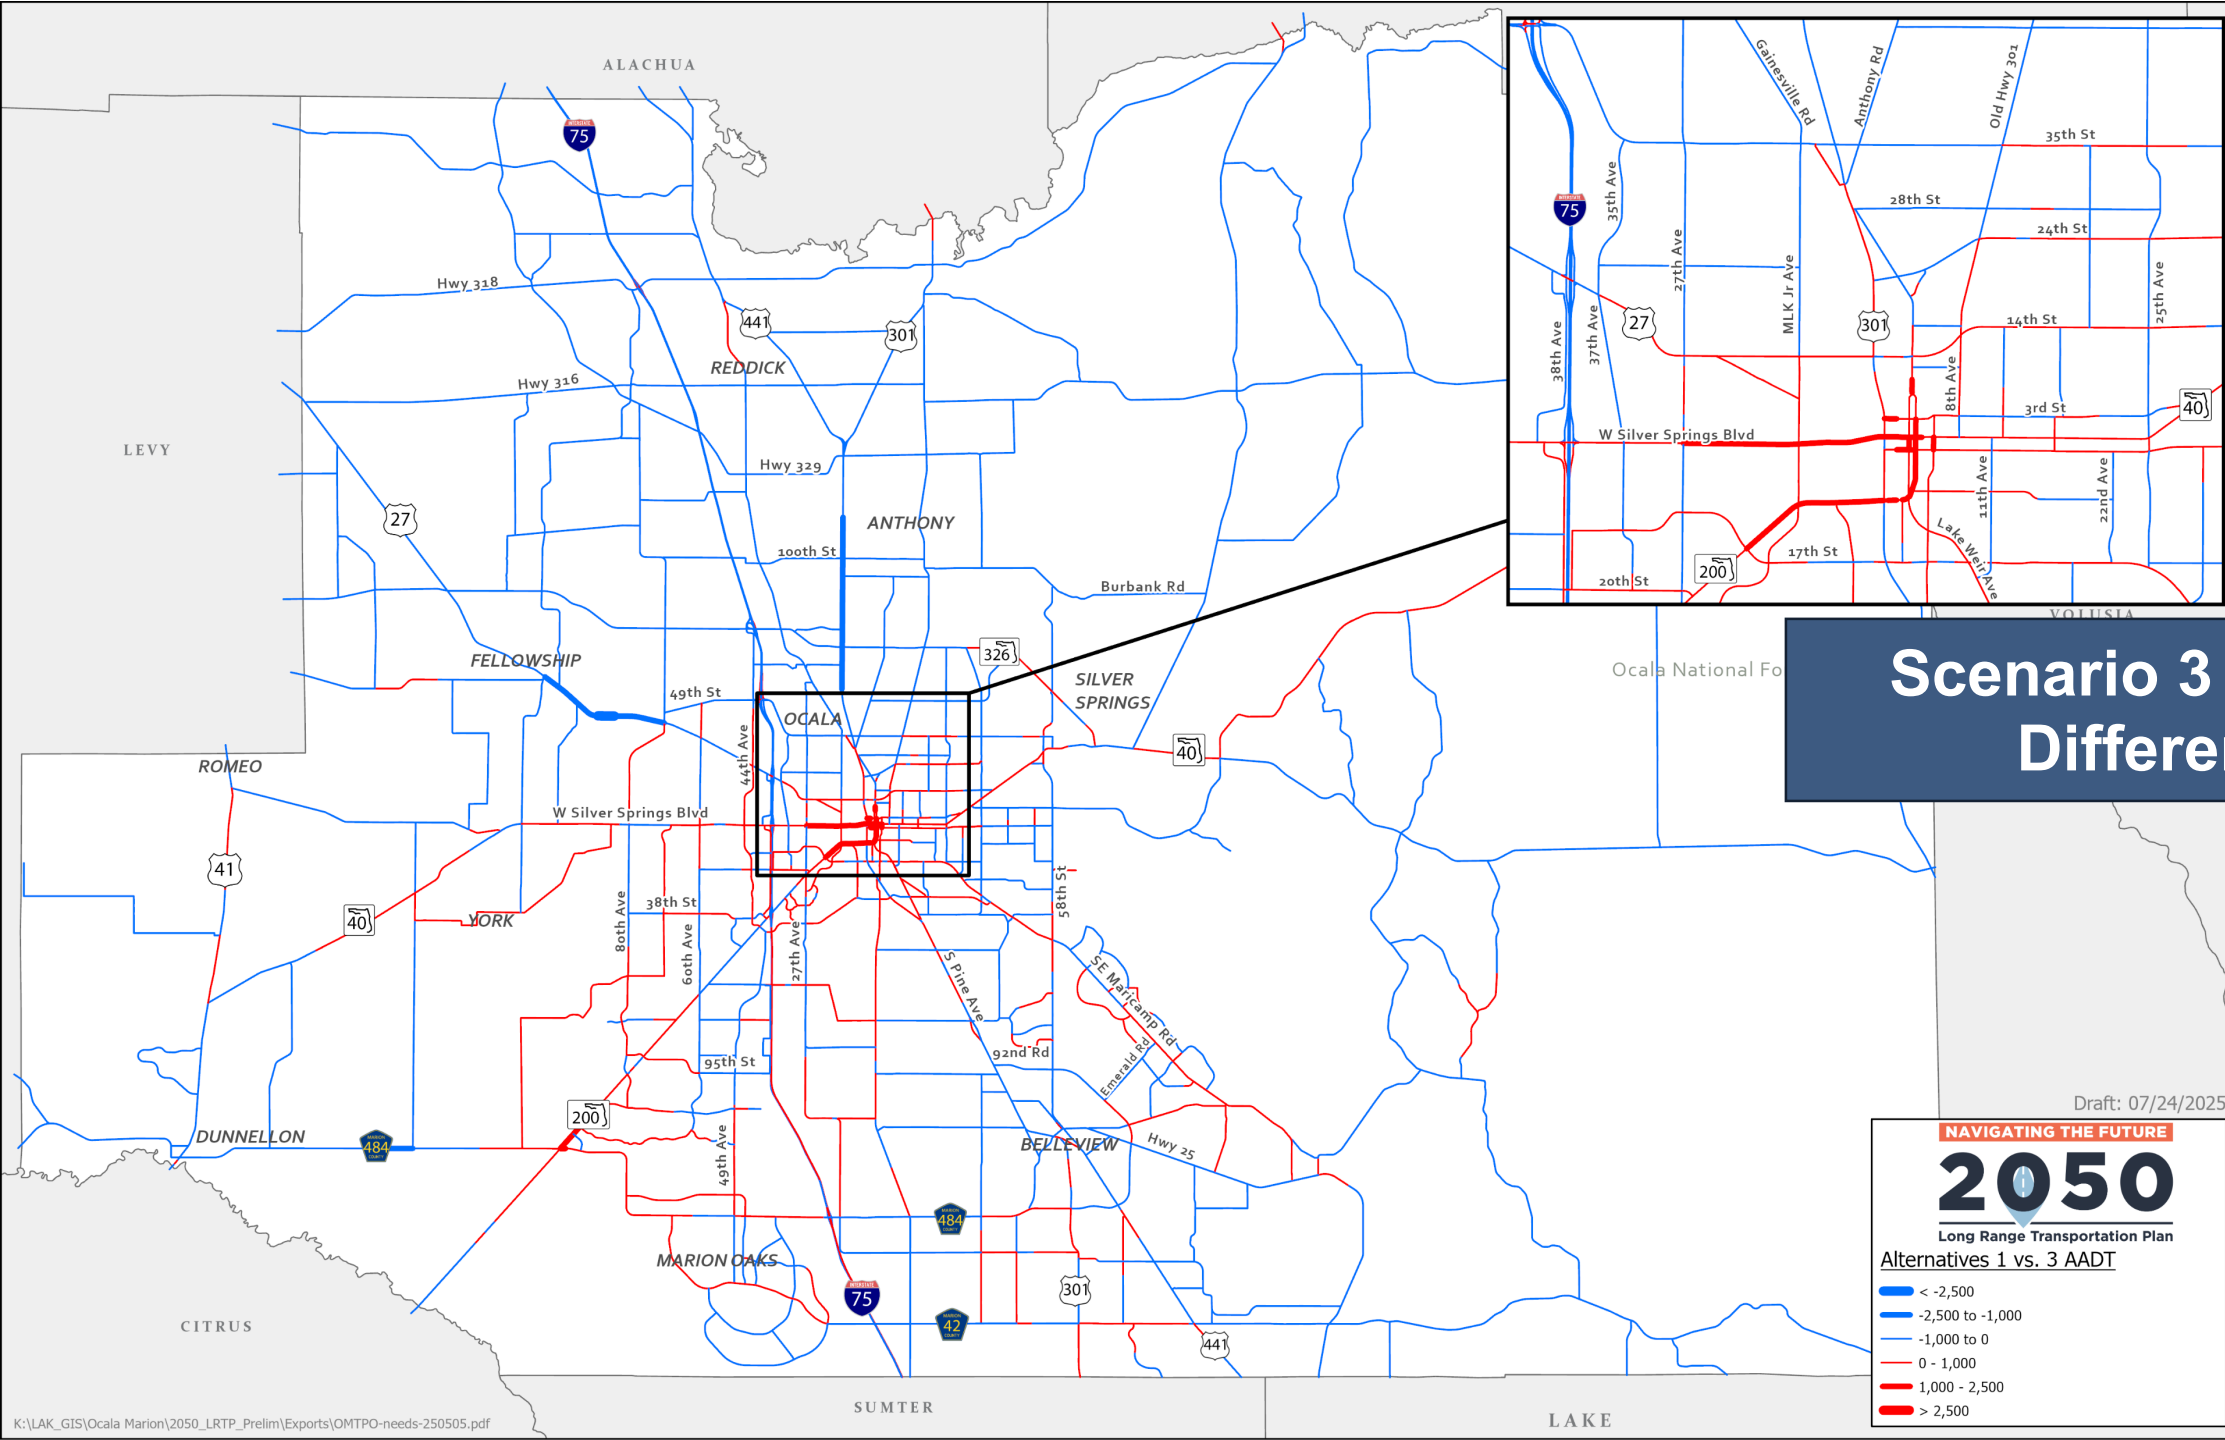 ALACHUA
75
Hwy 318
441
301
REDDICK
Hwy 316
LEVY
Hwy 329
27
ANTHONY
100th St
Burbank Rd
326
FELLOWSHIP
SILVER
SPRINGS
49th St
OCALA
44th Ave
40
ROMEO
W Silver Springs Blvd
41
58th St
80th Ave
38th St
40
YORK
60th Ave
27th Ave
S Pine Ave
SE Maricamp Rd
92nd Rd
95th St
Emerald Rd
200
DUNNELLON
MARION
484
COUNTY
BELLEVIEW
Hwy 25
49th Ave
MARION
484
COUNTY
MARION OAKS
INTERSTATE
75
301
MARION
42
COUNTY
441
CITRUS
SUMTER
LAKE
K:\LAK_GIS\Ocala Marion\2050_LRTP_Prelim\Exports\OMTPO-needs-250505.pdf
Gainesville Rd
Anthony Rd
Old Hwy 301
35th St
35th Ave
INTERSTATE
75
28th St
24th St
27th Ave
MLK Jr Ave
25th Ave
27
301
14th St
38th Ave
37th Ave
8th Ave
3rd St
40
W Silver Springs Blvd
11th Ave
22nd Ave
Lake Weir Ave
17th St
200
20th St
VOLUSIA
Ocala National Fo
Scenario 3
Differe
Draft: 07/24/2025
NAVIGATING THE FUTURE
2050
Long Range Transportation Plan
Alternatives 1 vs. 3 AADT
< -2,500
-2,500 to -1,000
-1,000 to 0
0 - 1,000
1,000 - 2,500
> 2,500